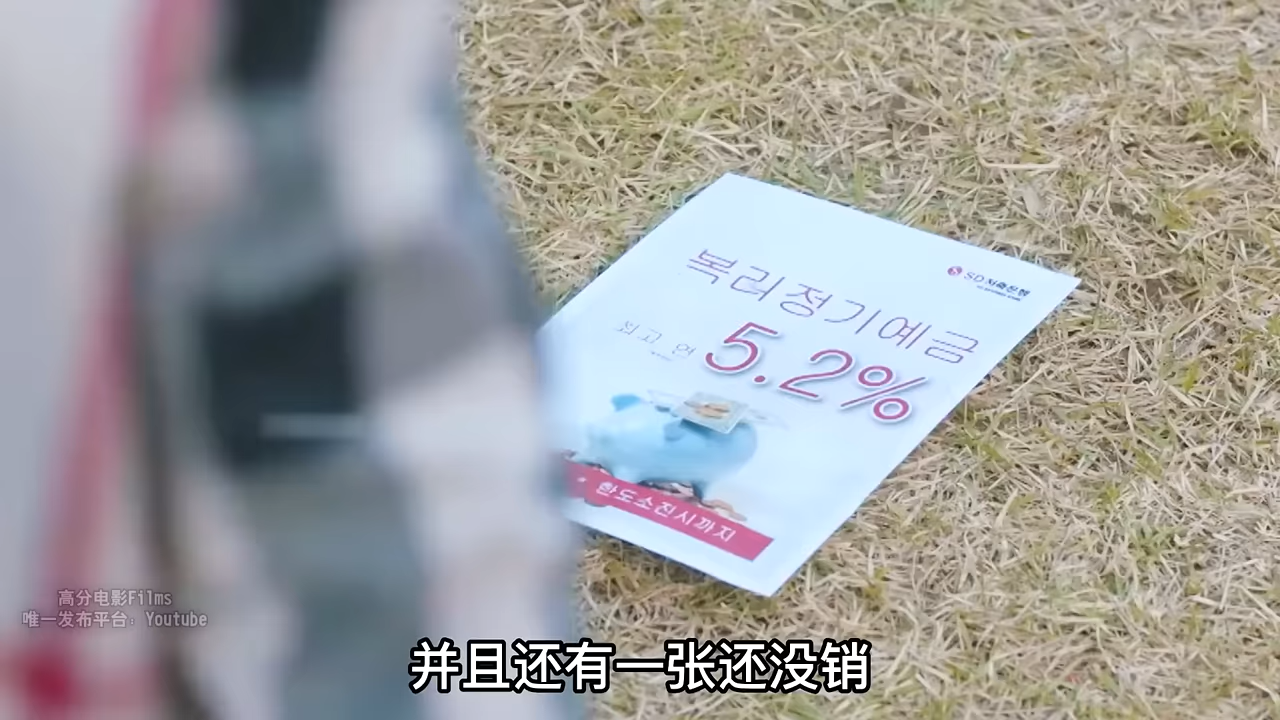 SD저축은행
복리정기예금
최고 연 5.2%
한도소진시까지
高分电影Films
唯一发布平台：Youtube
并且还有一张还没销